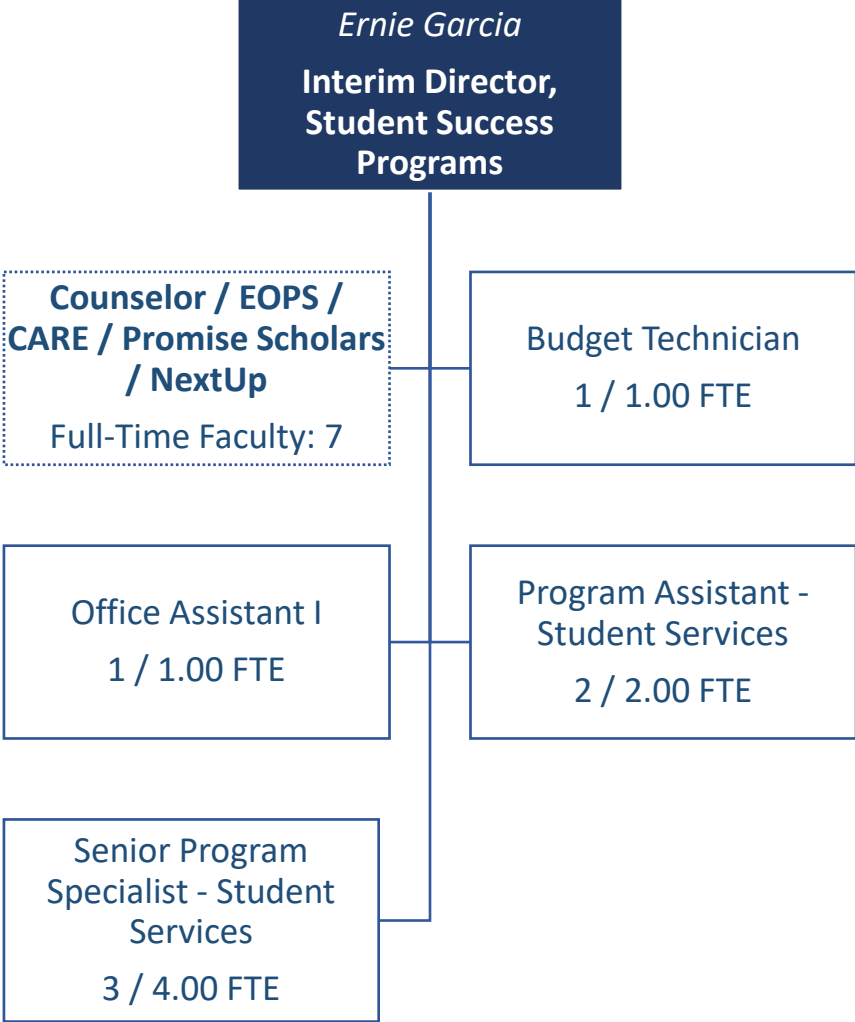 Ernie Garcia
Interim Director,
Student Success
Programs
Counselor / EOPS /
CARE / Promise Scholars
/ NextUp
Full-Time Faculty: 7
Budget Technician
1 / 1.00 FTE
Office Assistant I
1 / 1.00 FTE
Program Assistant -
Student Services
2 / 2.00 FTE
Senior Program
Specialist - Student
Services
3 / 4.00 FTE